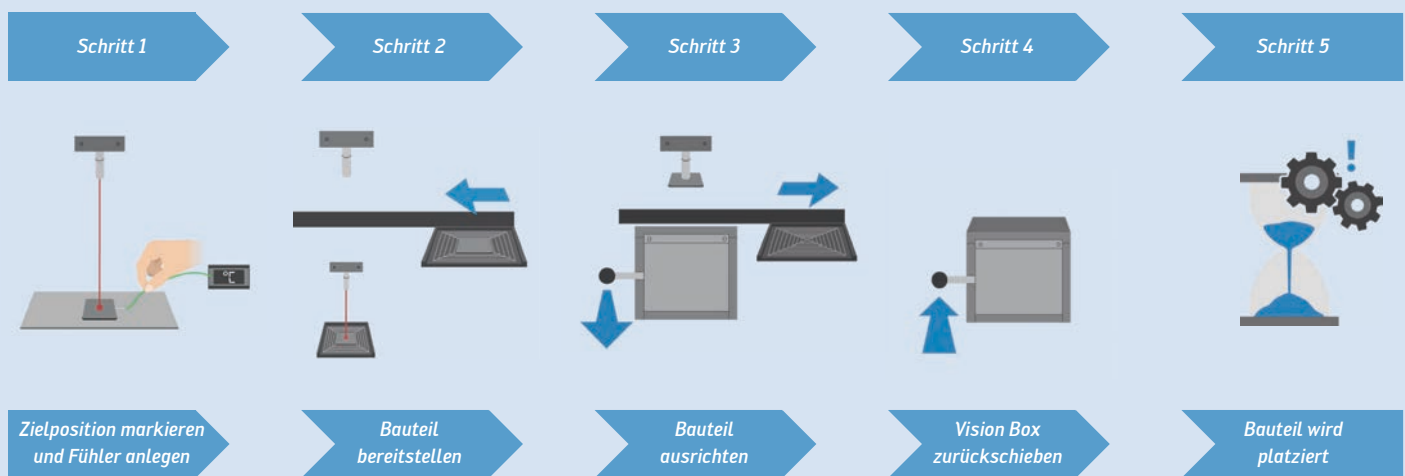 Schritt 1
Schritt 2
Schritt 3
Schritt 4
Schritt 5
°C
!
Zielposition markieren
und Fühler anlegen
Bauteil
bereitstellen
Bauteil
ausrichten
Vision Box
zurückschieben
Bauteil wird
platziert